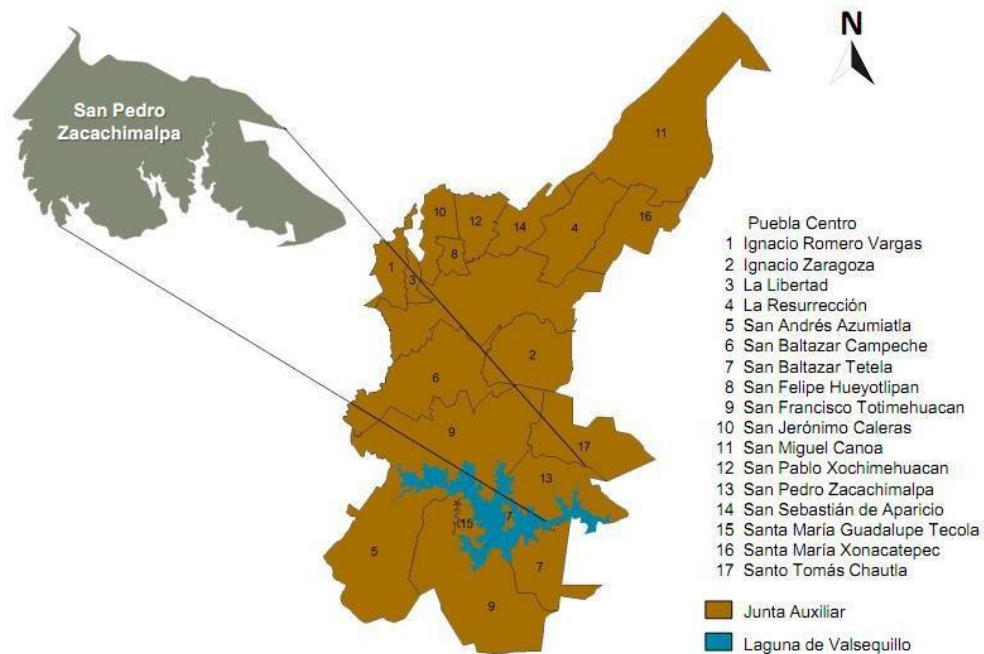 N
San Pedro
Zacachimalpa
11
10
12
14
4
16
8
1
3
2
6
9
17
13
15
7
5
7
9
Puebla Centro
1 Ignacio Romero Vargas
2 Ignacio Zaragoza
3 La Libertad
4 La Resurrección
5 San Andrés Azumiatla
6 San Baltazar Campeche
7 San Baltazar Tetela
8 San Felipe Hueyotlipan
9 San Francisco Totimehuacan
10 San Jerónimo Caleras
11 San Miguel Canoa
12 San Pablo Xochimehuacan
13 San Pedro Zacachimalpa
14 San Sebastián de Aparicio
15 Santa María Guadalupe Tecola
16 Santa María Xonacatepec
17 Santo Tomás Chautla
Junta Auxiliar
Laguna de Valsequillo